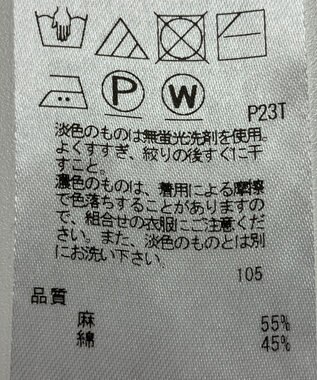 P W
P23T
淡色のものは無蛍光洗剤を使用。
よくすすぎ、絞りの後すぐに干
すこと。
濃色のものは、着用による摩擦
で色落ちすることがありますの
で、組合せの衣服にご注意くだ
さい。また、淡色のものとは別
にお洗い下さい。
105
品質
麻 55%
綿 45%